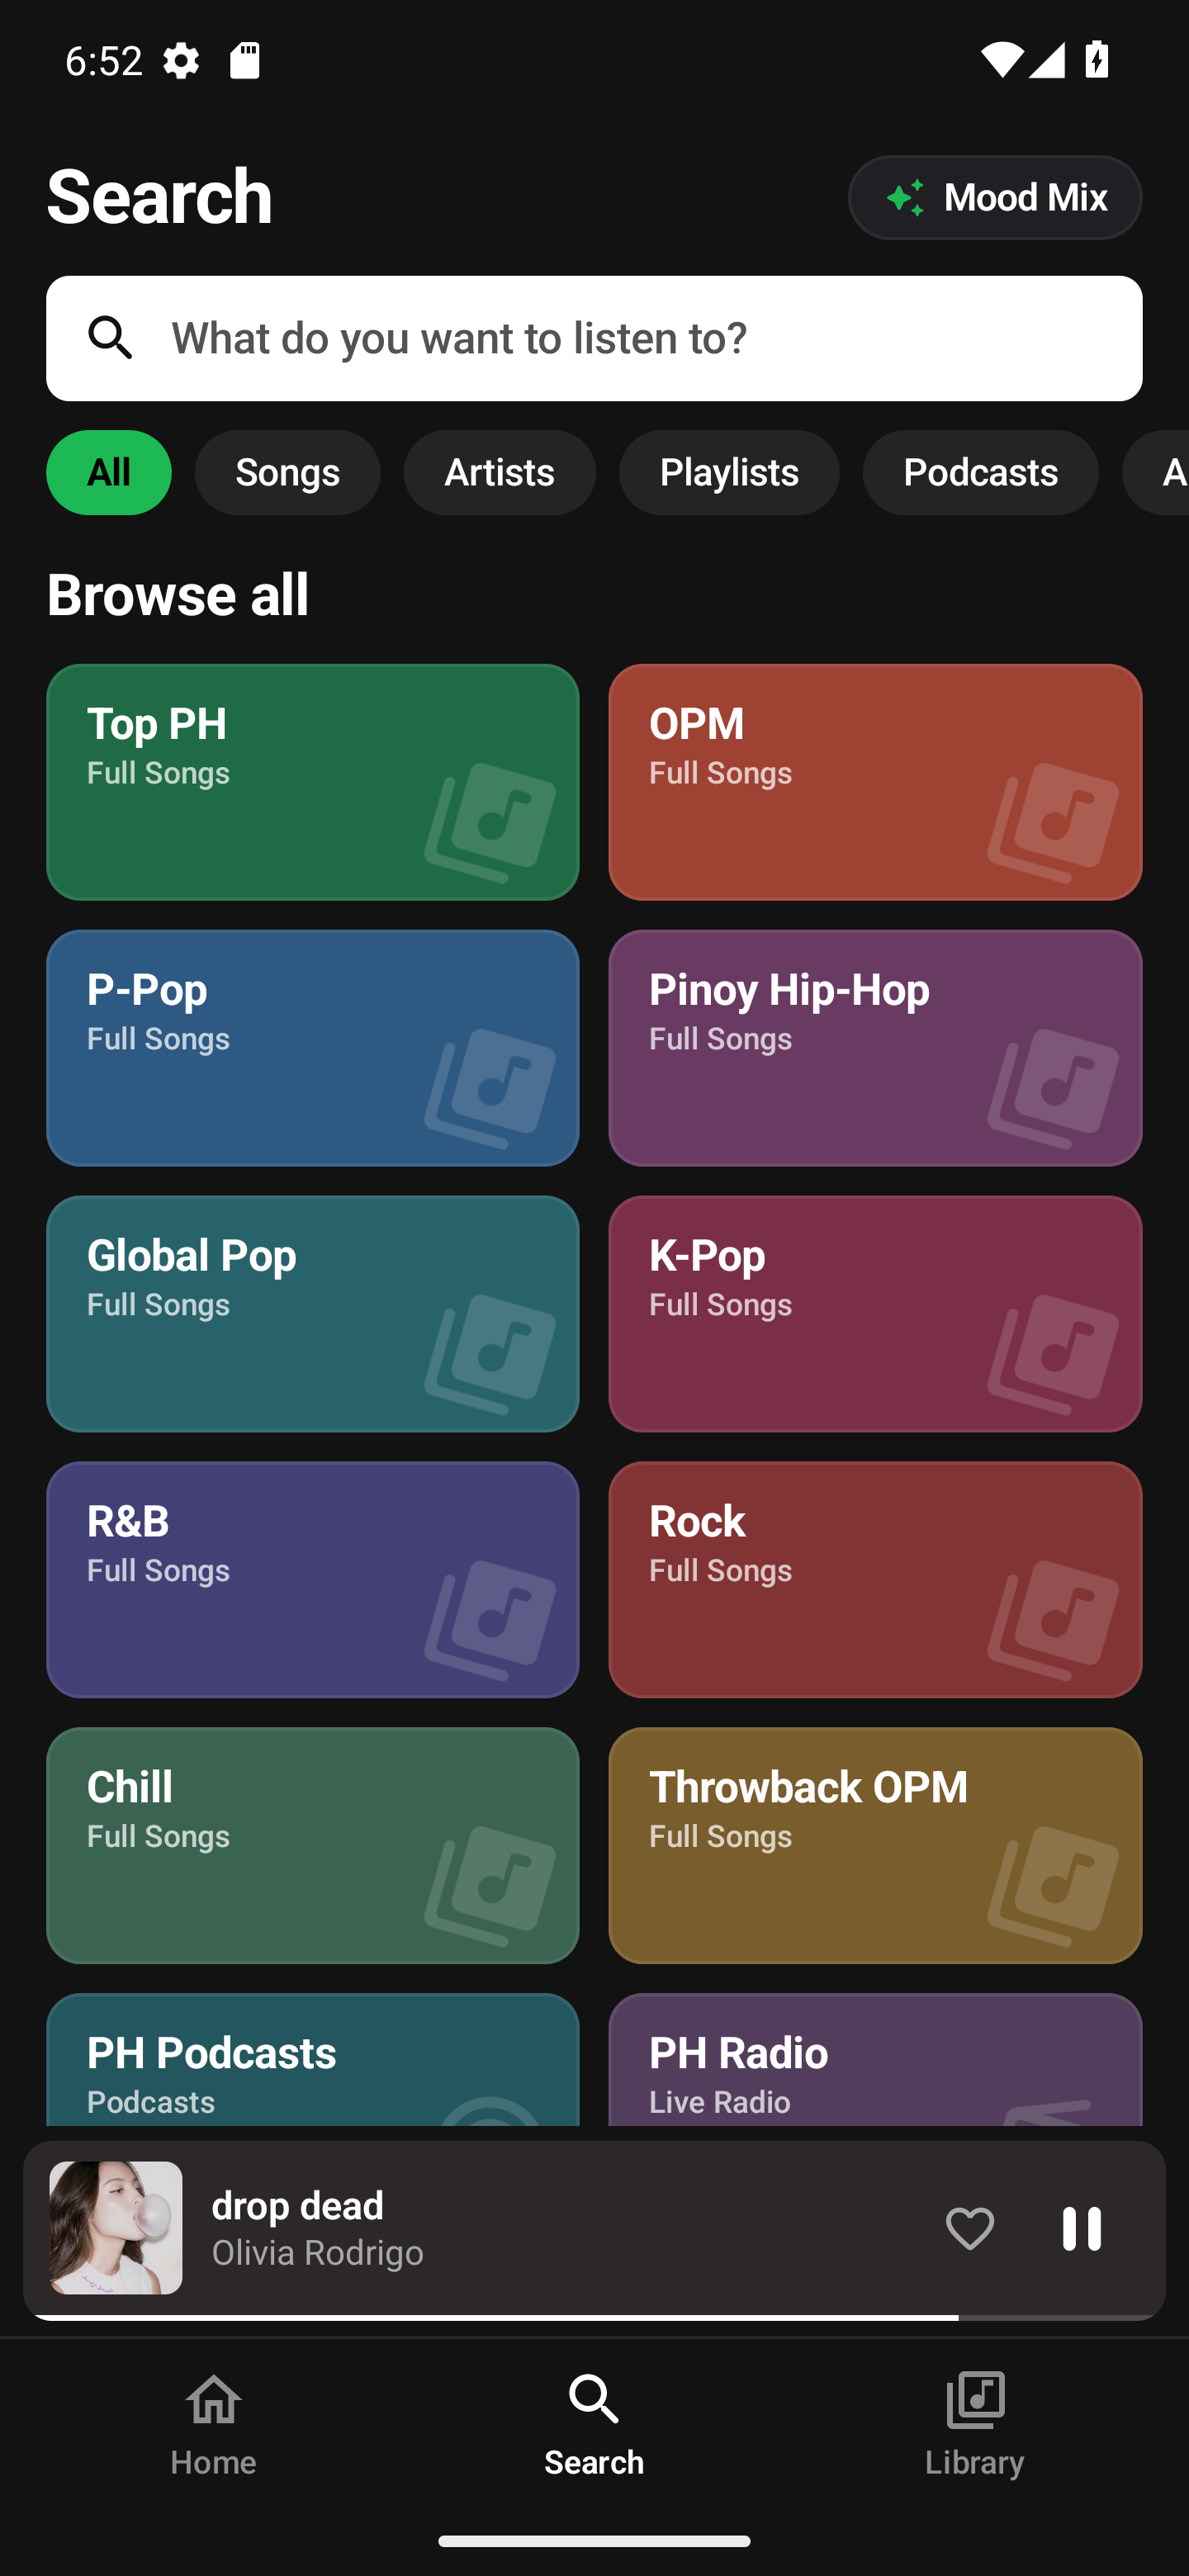 6:52
Search
Mood Mix
What do you want to listen to?
All
Songs
Artists
Playlists
Podcasts
A
Browse all
Top PH
Full Songs
OPM
Full Songs
P-Pop
Full Songs
Pinoy Hip-Hop
Full Songs
Global Pop
Full Songs
K-Pop
Full Songs
R&B
Full Songs
Rock
Full Songs
Chill
Full Songs
Throwback OPM
Full Songs
PH Podcasts
Podcasts
PH Radio
Live Radio
drop dead
Olivia Rodrigo
Home
Search
Library